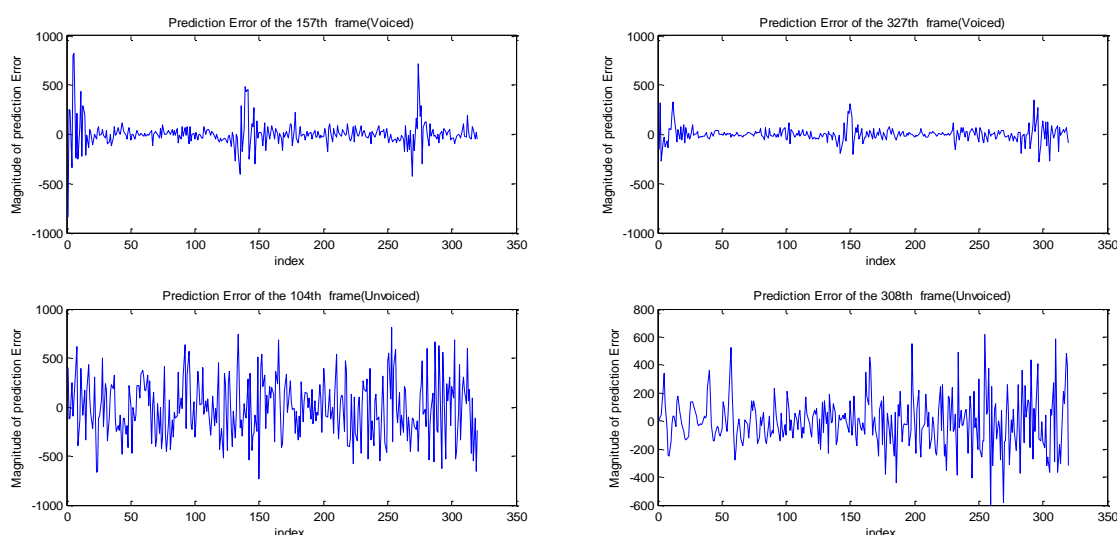 Prediction Error of the 157th frame(Voiced)
Magnitude of prediction Error
1000
500
0
-500
-1000
0 50 100 150 200 250 300 350
index
Prediction Error of the 327th frame(Voiced)
Magnitude of prediction Error
1000
500
0
-500
-1000
0 50 100 150 200 250 300 350
index
Prediction Error of the 104th frame(Unvoiced)
Magnitude of prediction Error
1000
500
0
-500
-1000
0 50 100 150 200 250 300 350
index
Prediction Error of the 308th frame(Unvoiced)
Magnitude of prediction Error
800
600
400
200
0
-200
-400
-600
0 50 100 150 200 250 300 350
index